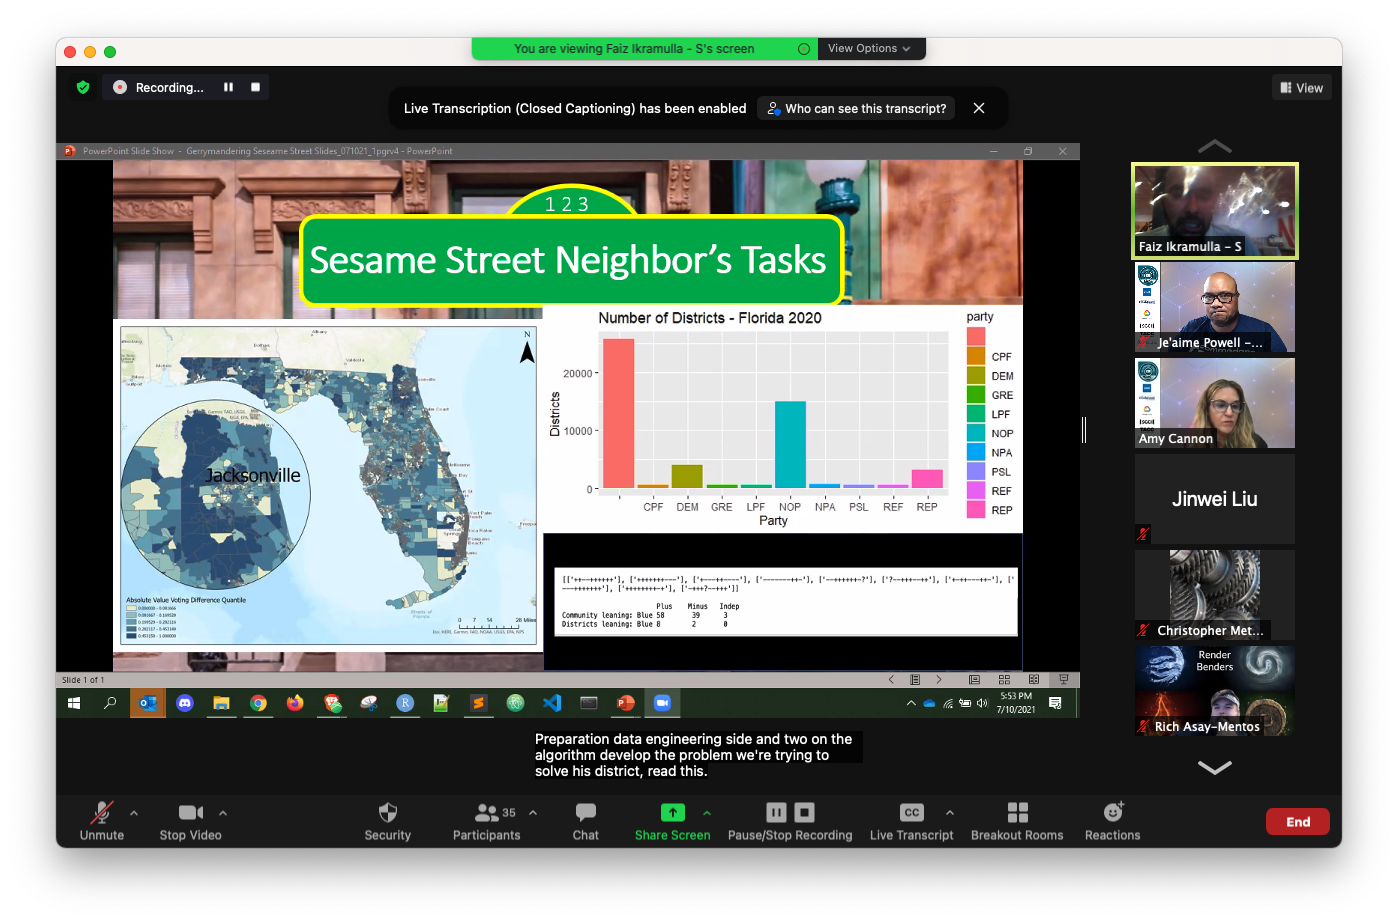 You are viewing Faiz Ikramulla - S's screen
View Options
Recording...
Live Transcription (Closed Captioning) has been enabled
Who can see this transcript?
View
PowerPoint Slide Show - Gerrymandering Seseame Street Slides_071021_1pgrv4 - PowerPoint
1 2 3
Sesame Street Neighbor's Tasks
N
Jacksonville
Absolute Value Voting Difference Quantile
0 7 14 28 Miles
Number of Districts - Florida 2020
Districts
20000
10000
0
CPF DEM GRE LPF NOP NPA PSL REF REP
Party
party
CPF
DEM
GRE
LPF
NOP
NPA
PSL
REF
REP
Plus Minus Indep
Community leaning: Blue 58 39 3
Districts leaning: Blue 8 2 0
Slide 1 of 1
5:53 PM
7/10/2021
Faiz Ikramulla - S
Je'aime Powell -...
Amy Cannon
Jinwei Liu
Christopher Met...
Render
Benders
Rich Asay-Mentos
Preparation data engineering side and two on the
algorithm develop the problem we're trying to
solve his district, read this.
Unmute
Stop Video
Security
35
Participants
Chat
Share Screen
Pause/Stop Recording
CC
Live Transcript
Breakout Rooms
Reactions
End